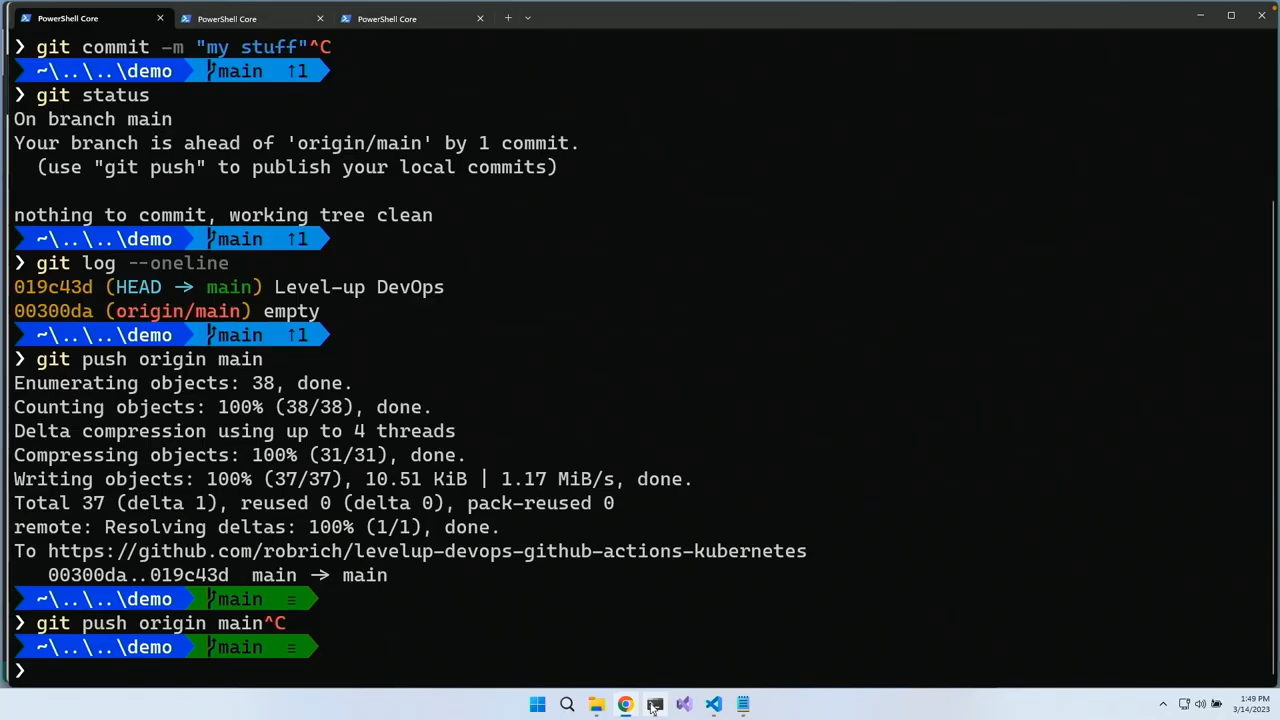 PowerShell Core
PowerShell Core
PowerShell Core
❯ git commit -m "my stuff"^C
~\..\..\demo main ↑1
❯ git status
On branch main
Your branch is ahead of 'origin/main' by 1 commit.
(use "git push" to publish your local commits)
nothing to commit, working tree clean
~\..\..\demo main ↑1
❯ git log --oneline
019c43d (HEAD → main) Level-up DevOps
00300da (origin/main) empty
~\..\..\demo main ↑1
❯ git push origin main
Enumerating objects: 38, done.
Counting objects: 100% (38/38), done.
Delta compression using up to 4 threads
Compressing objects: 100% (31/31), done.
Writing objects: 100% (37/37), 10.51 KiB | 1.17 MiB/s, done.
Total 37 (delta 1), reused 0 (delta 0), pack-reused 0
remote: Resolving deltas: 100% (1/1), done.
To https://github.com/robrich/levelup-devops-github-actions-kubernetes
00300da..019c43d main → main
~\..\..\demo main ≡
❯ git push origin main^C
~\..\..\demo main ≡
❯
1:49 PM
3/14/2023